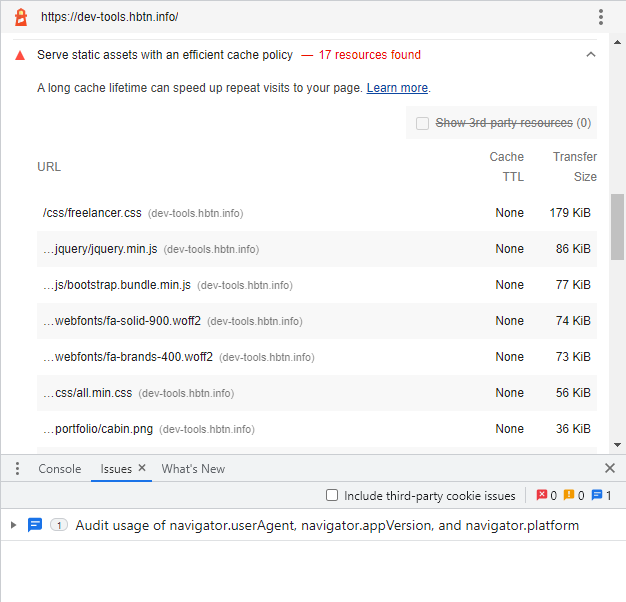 https://dev-tools.hbtn.info/
Serve static assets with an efficient cache policy — 17 resources found
A long cache lifetime can speed up repeat visits to your page. Learn more.
Show 3rd-party resources (0)
URL Cache TTL Transfer Size
/css/freelancer.css (dev-tools.hbtn.info) None 179 KiB
…jquery/jquery.min.js (dev-tools.hbtn.info) None 86 KiB
…js/bootstrap.bundle.min.js (dev-tools.hbtn.info) None 77 KiB
…webfonts/fa-solid-900.woff2 (dev-tools.hbtn.info) None 74 KiB
…webfonts/fa-brands-400.woff2 (dev-tools.hbtn.info) None 73 KiB
…css/all.min.css (dev-tools.hbtn.info) None 56 KiB
…portfolio/cabin.png (dev-tools.hbtn.info) None 36 KiB
Console Issues What's New
Include third-party cookie issues 0 0 1
1 Audit usage of navigator.userAgent, navigator.appVersion, and navigator.platform